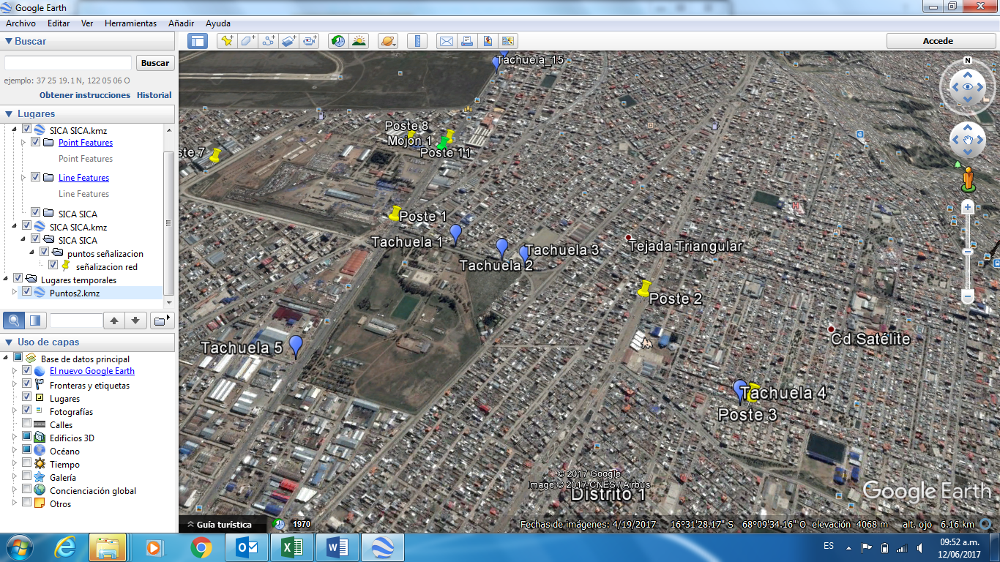 Google Earth
Archivo Editar Ver Herramientas Añadir Ayuda
Buscar
Buscar
ejemplo: 37 25 19.1 N, 122 05 06 O
Obtener instrucciones Historial
Lugares
SICA SICA.kmz
Point Features
Point Features
Line Features
Line Features
SICA SICA
SICA SICA.kmz
SICA SICA
puntos señalizacion
señalizacion red
Lugares temporales
Puntos2.kmz
Uso de capas
Base de datos principal
El nuevo Google Earth
Fronteras y etiquetas
Lugares
Fotografías
Calles
Edificios 3D
Océano
Tiempo
Galería
Concienciación global
Otros
Accede
N
Tachuela_15
Poste 8
Mojon 1
Poste 11
ste 7
Poste 1
Tachuela 1
Tachuela 2
Tachuela 3
Tejada Triangular
Poste 2
Cd Satélite
Tachuela 5
Tachuela 4
Poste 3
H
© 2017 Google
Image © 2017 CNES / Airbus
Distrito 1
Google Earth
Guía turística
1970
Fechas de imágenes: 4/19/2017 16°31'28.17" S 68°09'34.16" O elevación 4068 m alt. ojo 6.16 km
ES
09:52 a.m.
12/06/2017